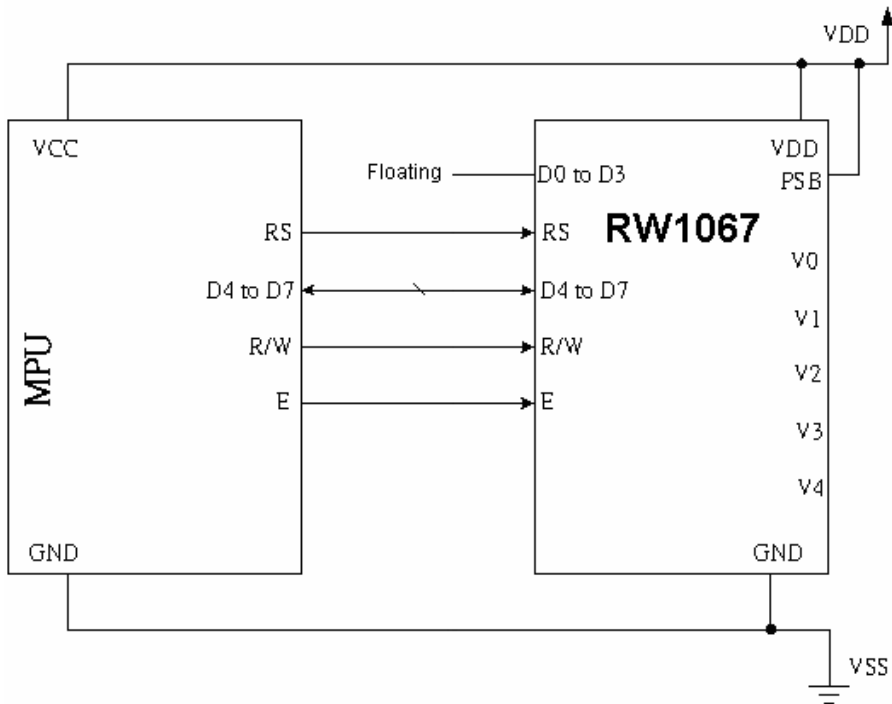 VDD
VCC
VDD
Floating
D0 to D3
PSB
RS
RS
RW1067
V0
D4 to D7
D4 to D7
V1
MPU
R/W
R/W
V2
E
E
V3
V4
GND
GND
VSS